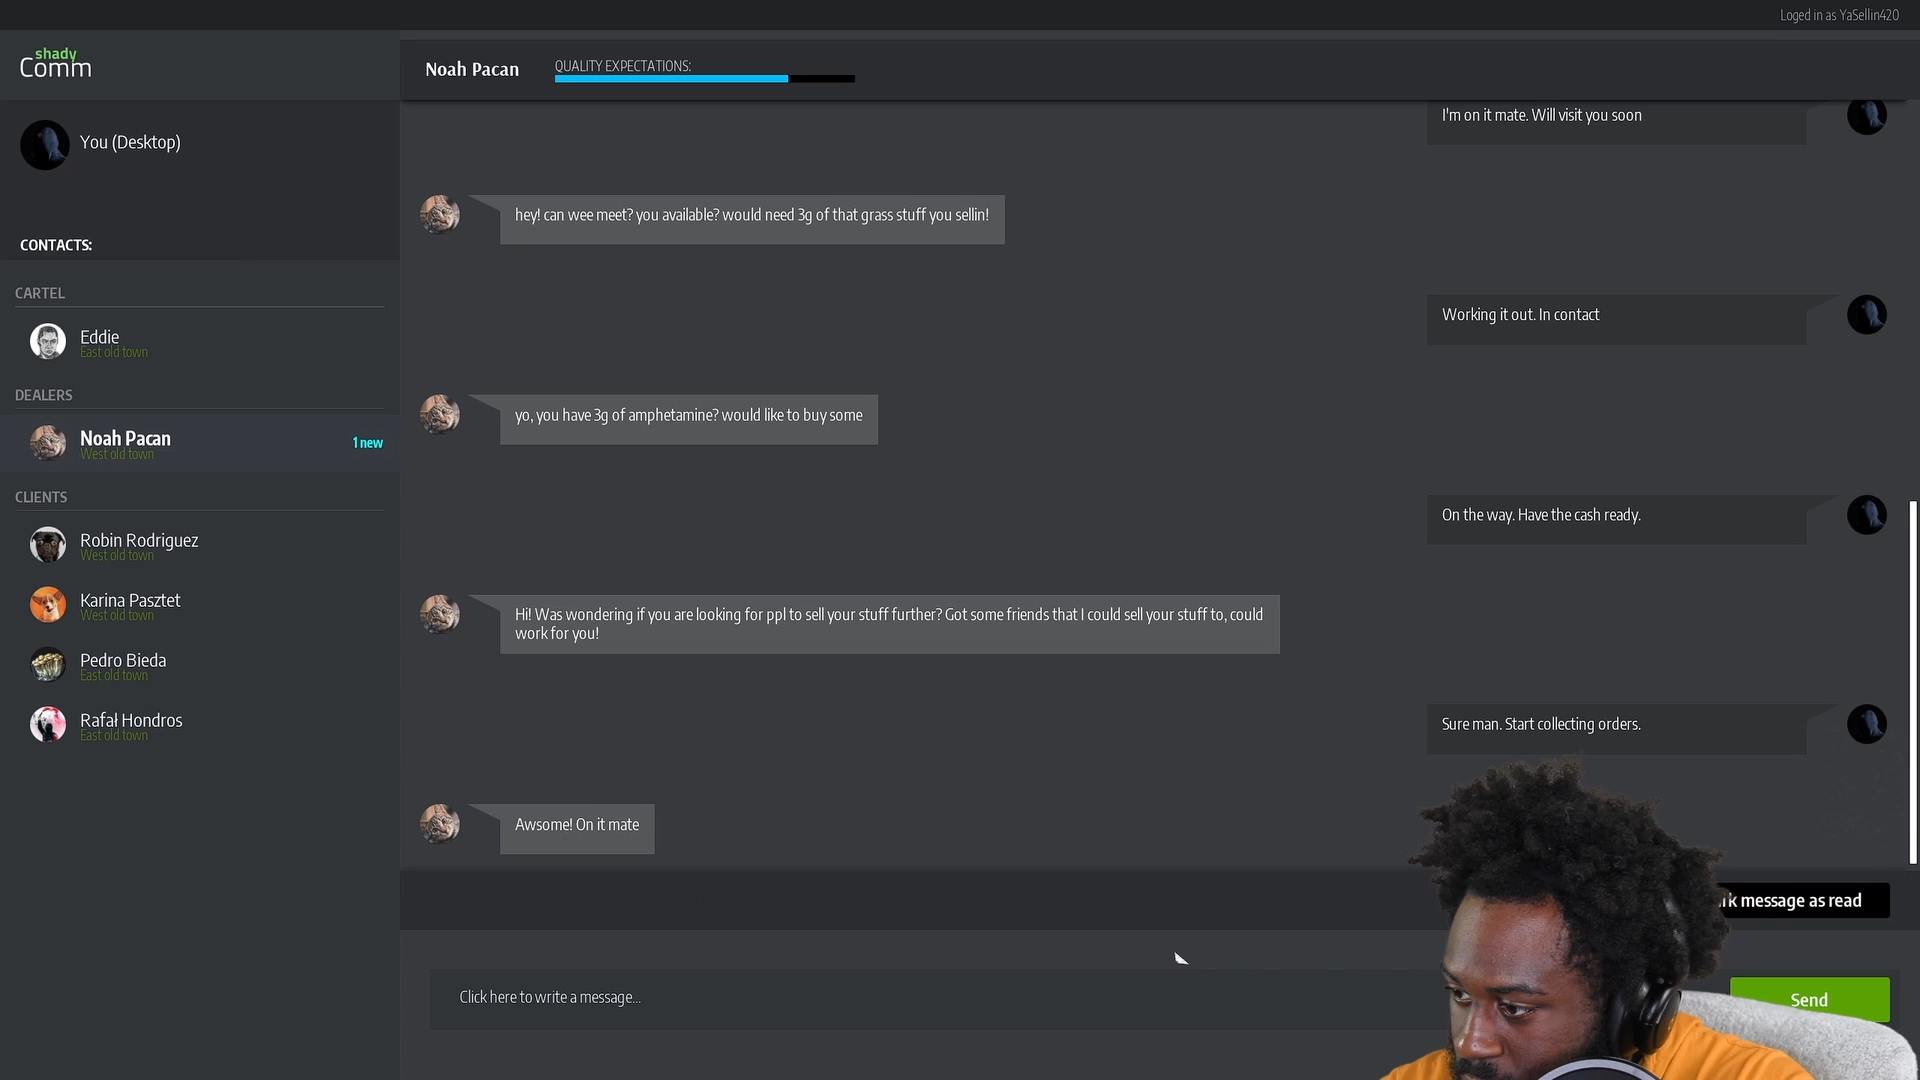 Loged in as YaSellin420
shady
Comm
You (Desktop)
CONTACTS:
CARTEL
Eddie
East old town
DEALERS
Noah Pacan
West old town
1 new
CLIENTS
Robin Rodriguez
West old town
Karina Pasztet
West old town
Pedro Bieda
East old town
Rafał Hondros
East old town
Noah Pacan
QUALITY EXPECTATIONS:
I'm on it mate. Will visit you soon
hey! can wee meet? you available? would need 3g of that grass stuff you sellin!
Working it out. In contact
yo, you have 3g of amphetamine? would like to buy some
On the way. Have the cash ready.
Hi! Was wondering if you are looking for ppl to sell your stuff further? Got some friends that I could sell your stuff to, could
work for you!
Sure man. Start collecting orders.
Awsome! On it mate
message as read
Click here to write a message...
Send